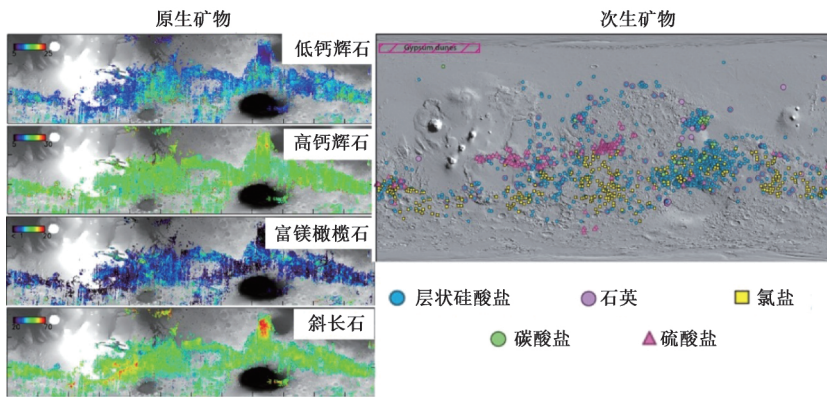 原生矿物
次生矿物
低钙辉石
5 25
高钙辉石
富镁橄榄石
斜长石
Gypsum dunes
层状硅酸盐
石英
氯盐
碳酸盐
硫酸盐